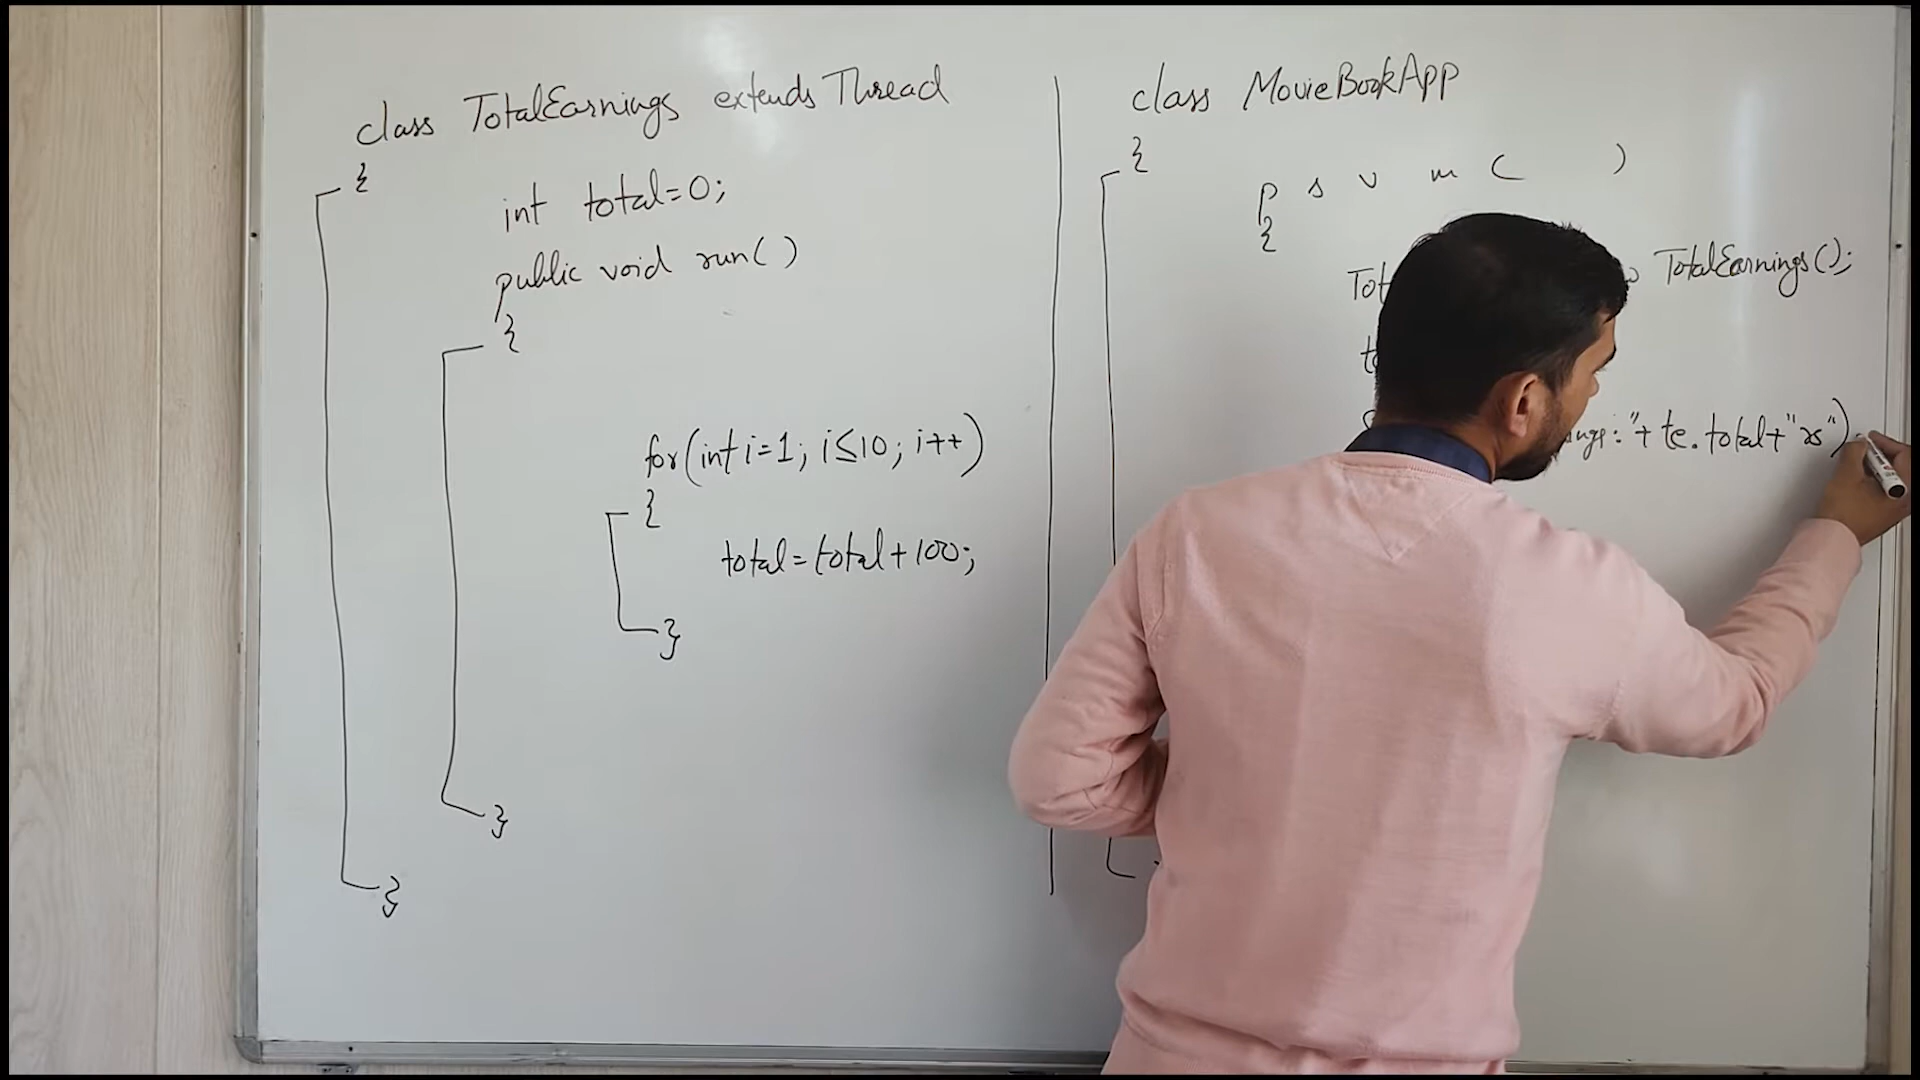 class TotalEarnings extends Thread
{
int total=0;
public void run()
{
for(int i=1; i≤10; i++)
{
total=total+100;
}
}
}
class MovieBookApp
{
p s v m ( )
{
TotalEarnings();
:"+ te.total+"rs")